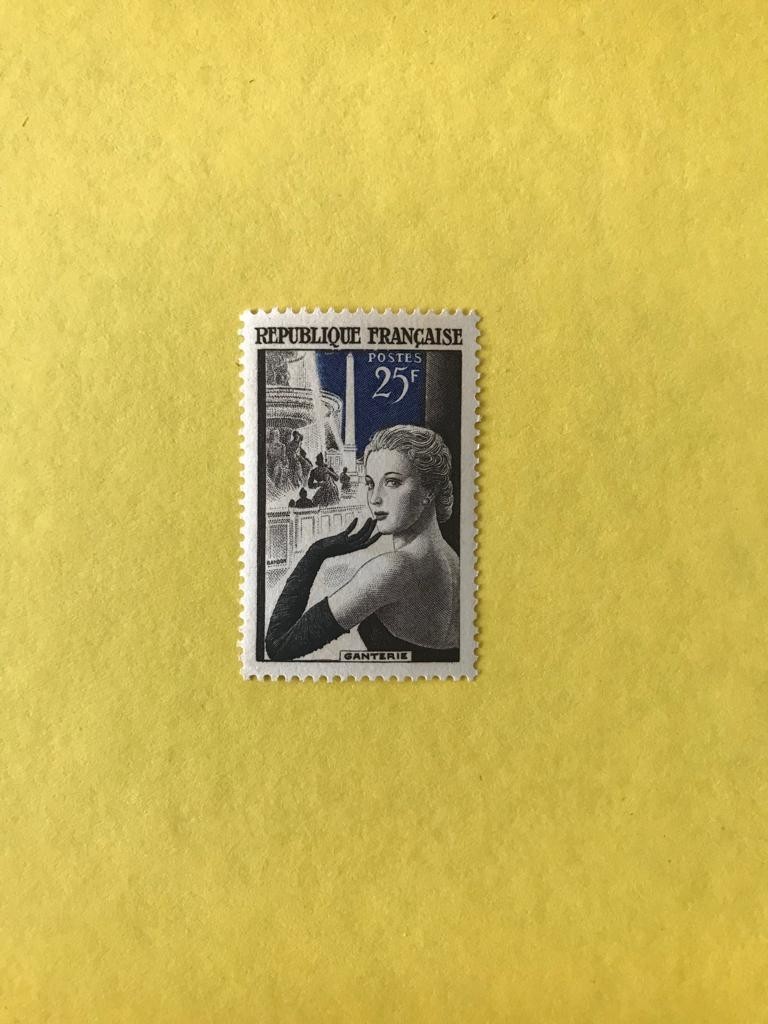 REPUBLIQUE FRANÇAISE
POSTES
25F
GANTERIE